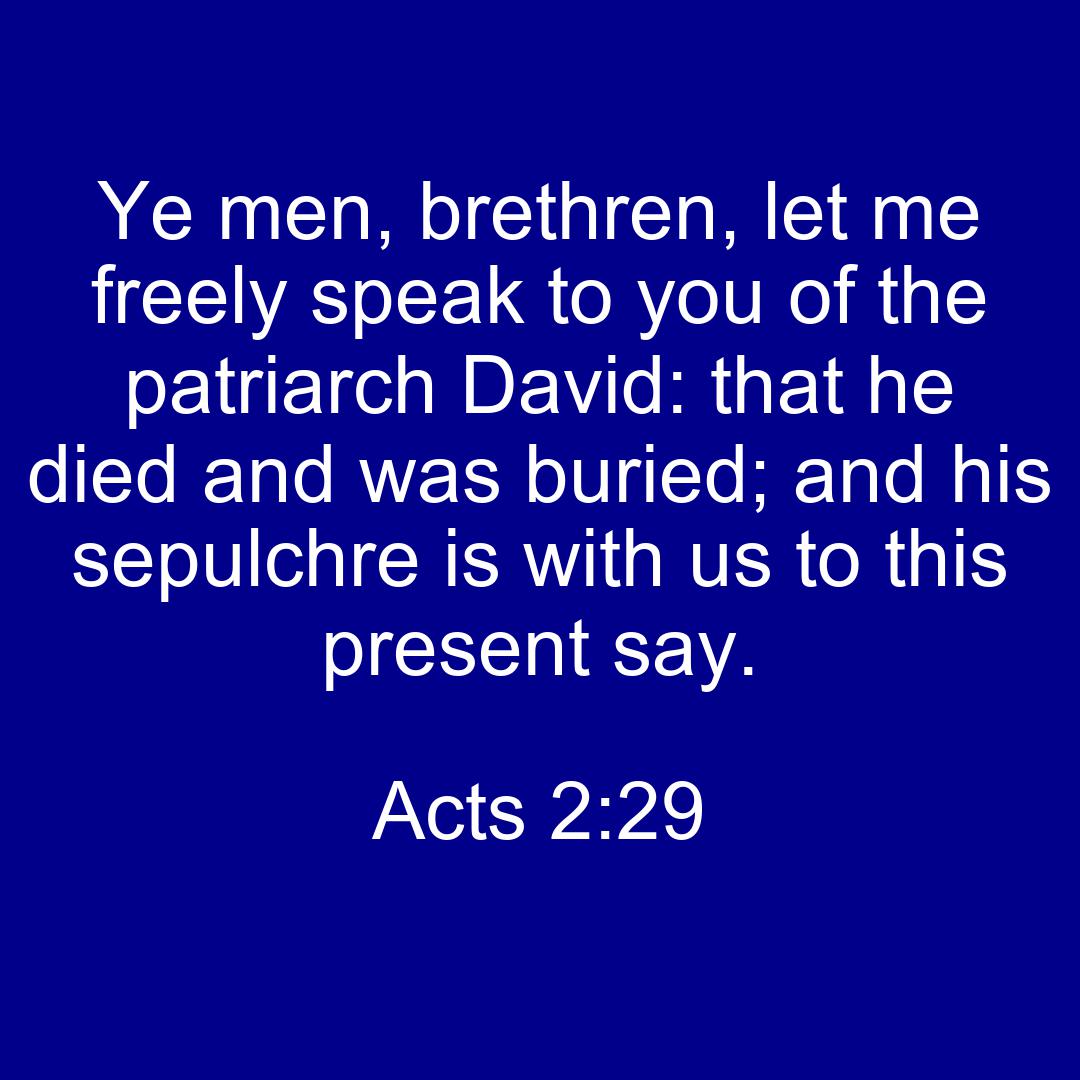 Ye men, brethren, let me
freely speak to you of the
patriarch David: that he
died and was buried; and his
sepulchre is with us to this
present say.
Acts 2:29